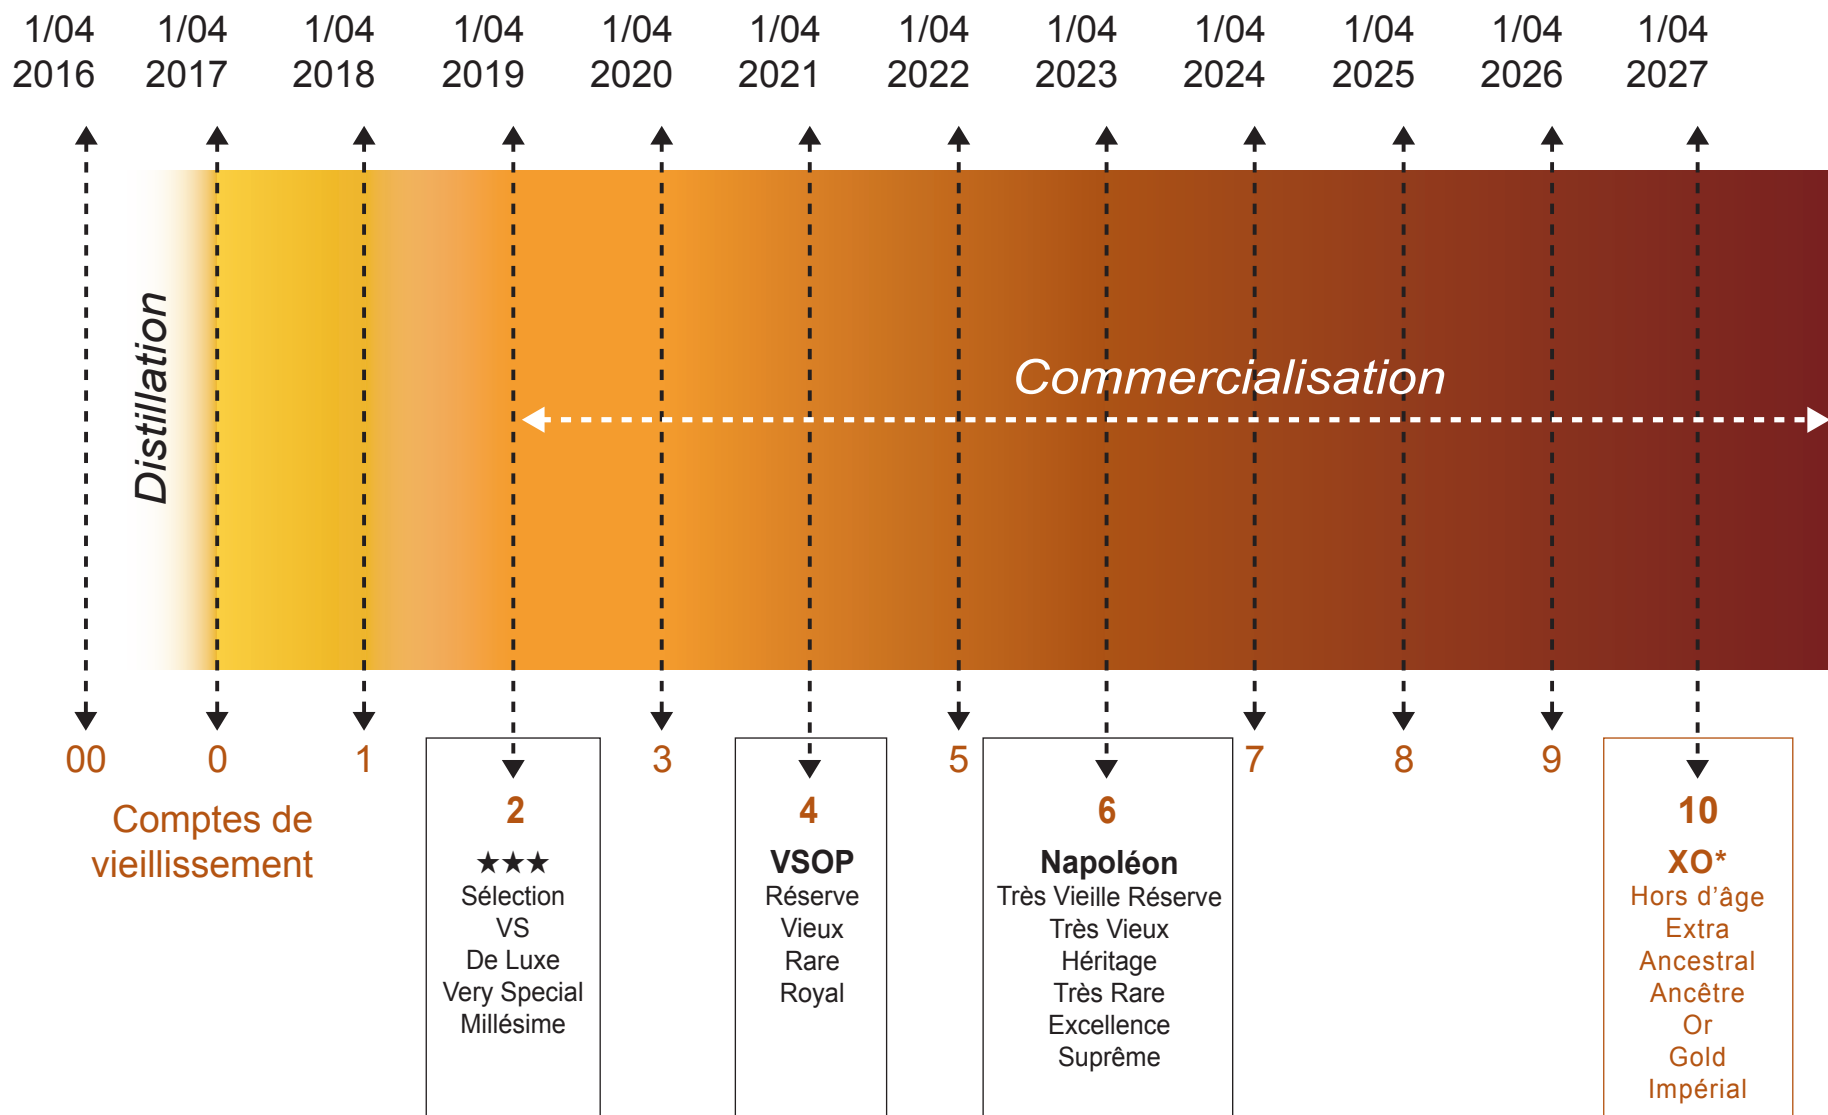 1/04 1/04 1/04 1/04 1/04 1/04 1/04 1/04 1/04 1/04 1/04 1/04
2016 2017 2018 2019 2020 2021 2022 2023 2024 2025 2026 2027
Distillation
Commercialisation
00 0 1 3 5 7 8 9
Comptes de
vieillissement
2
★★★
Sélection
VS
De Luxe
Very Special
Millésime
4
VSOP
Réserve
Vieux
Rare
Royal
6
Napoléon
Très Vieille Réserve
Très Vieux
Héritage
Très Rare
Excellence
Suprême
10
XO*
Hors d'âge
Extra
Ancestral
Ancêtre
Or
Gold
Impérial